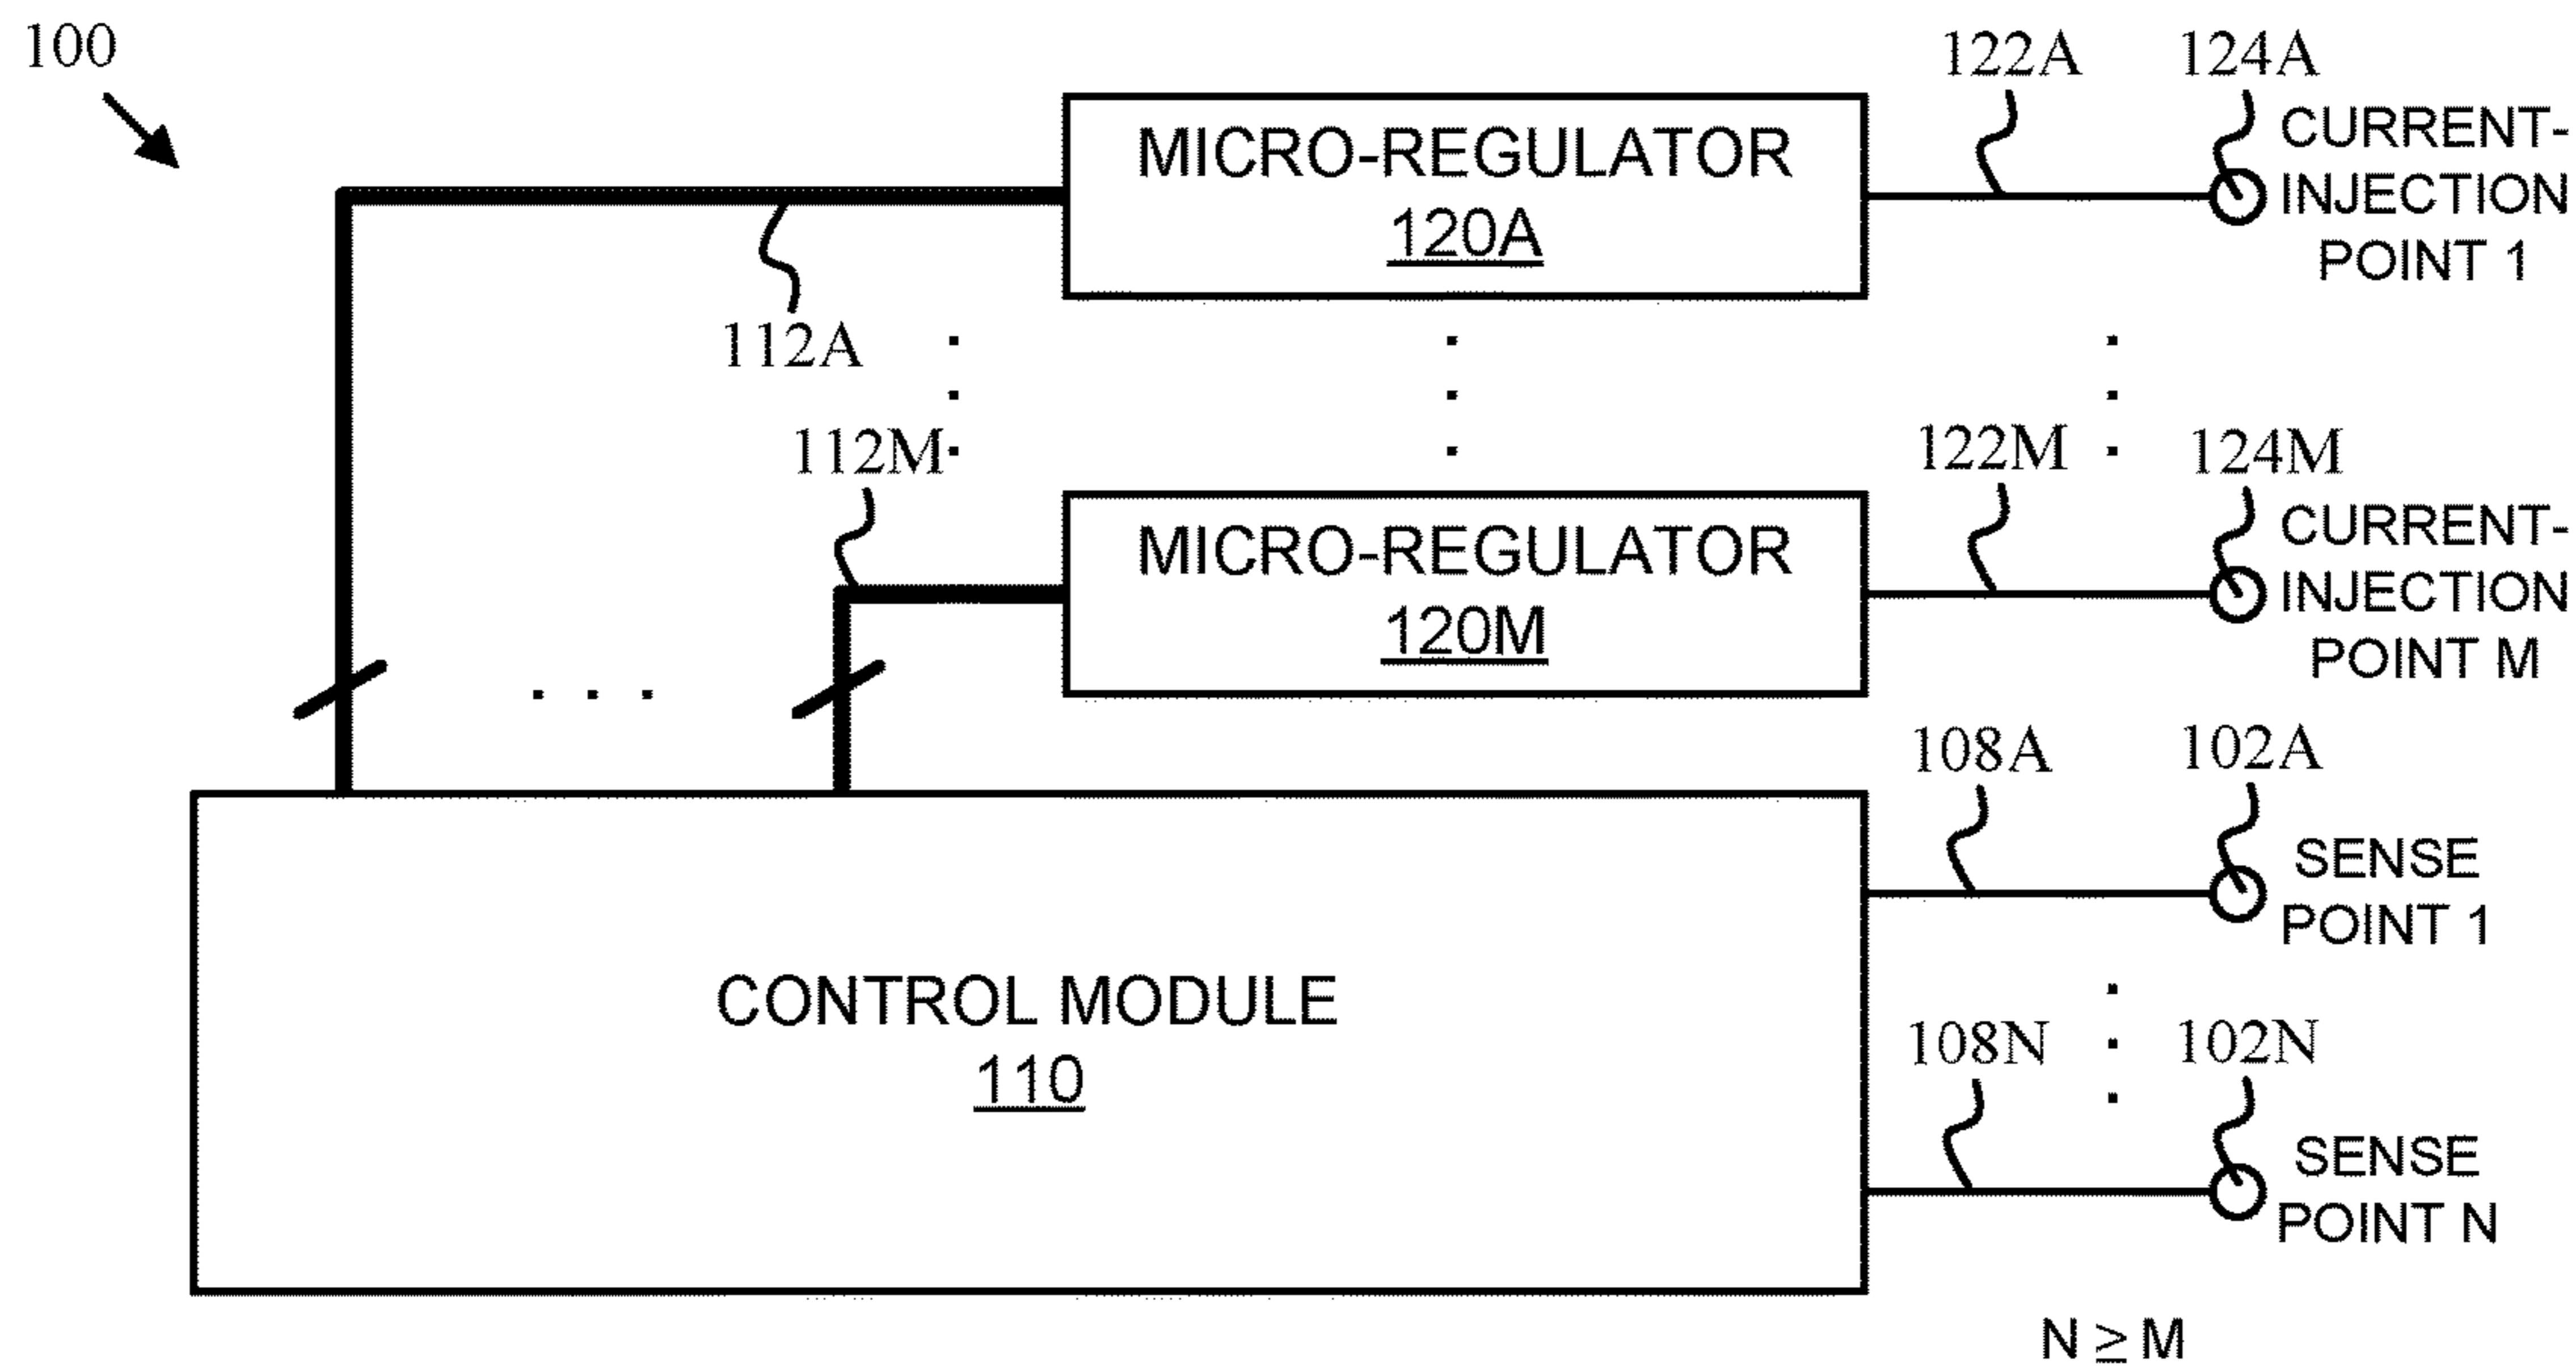 100
122A
124A
MICRO-REGULATOR
120A
CURRENT-
INJECTION
POINT 1
112A
112M
122M
124M
MICRO-REGULATOR
120M
CURRENT-
INJECTION
POINT M
108A
102A
SENSE
POINT 1
CONTROL MODULE
110
108N
102N
SENSE
POINT N
N ≥ M